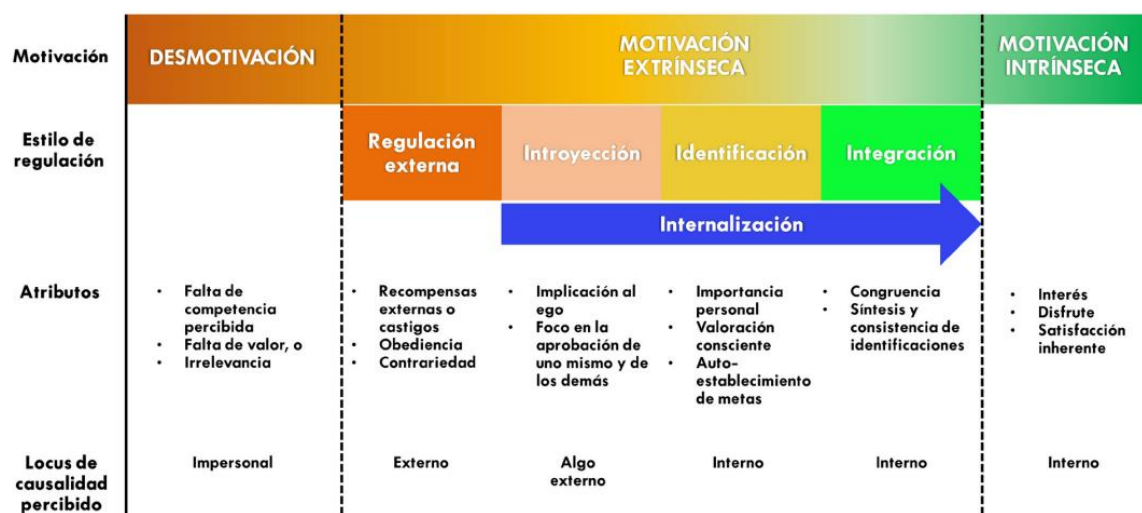 Motivación
DESMOTIVACIÓN
MOTIVACIÓN
EXTRÍNSECA
MOTIVACIÓN
INTRÍNSECA
Estilo de
regulación
Regulación
externa
Introyección
Identificación
Integración
Internalización
Atributos
• Falta de
competencia
percibida
• Falta de valor, o
• Irrelevancia
• Recompensas
externas o
castigos
• Obediencia
• Contrariedad
• Implicación al
ego
• Foco en la
aprobación de
uno mismo y de
los demás
• Importancia
personal
• Valoración
consciente
• Auto-
establecimiento
de metas
• Congruencia
• Síntesis y
consistencia de
identificaciones
• Interés
• Disfrute
• Satisfacción
inherente
Locus de
causalidad
percibido
Impersonal
Externo
Algo
externo
Interno
Interno
Interno